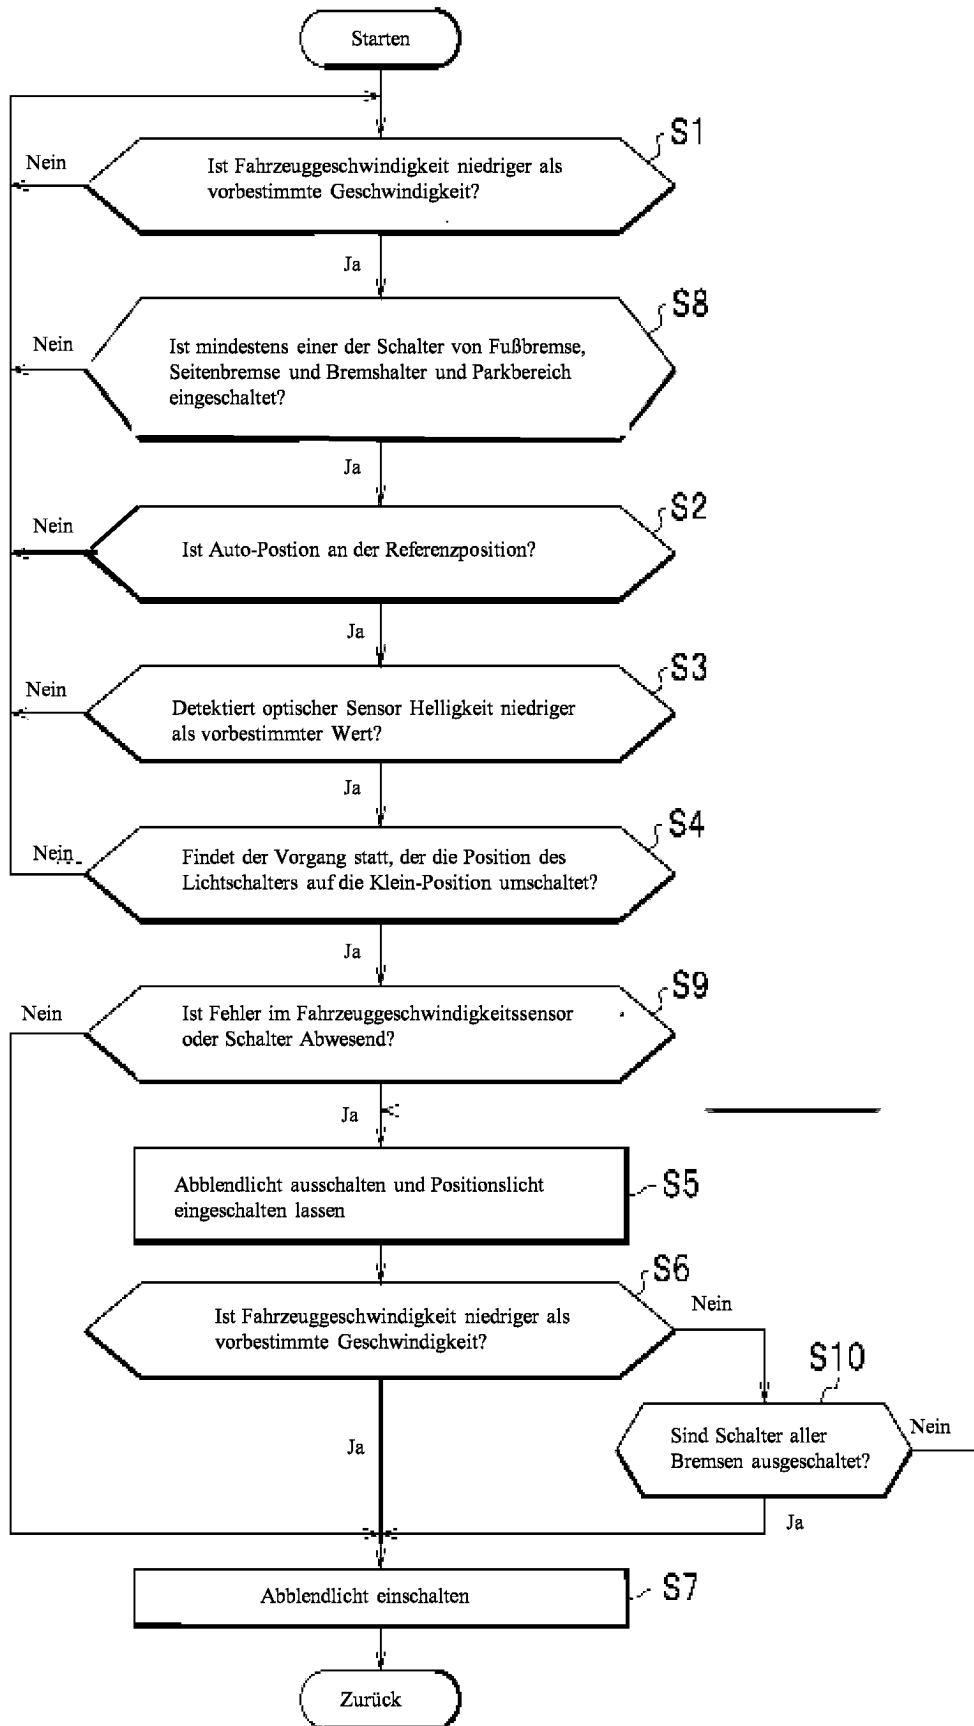 Starten
S1
Nein
Ist Fahrzeuggeschwindigkeit niedriger als
vorbestimmte Geschwindigkeit?
Ja
S8
Nein
Ist mindestens einer der Schalter von Fußbremse,
Seitenbremse und Bremshalter und Parkbereich
eingeschaltet?
Ja
S2
Nein
Ist Auto-Postion an der Referenzposition?
Ja
S3
Nein
Detektiert optischer Sensor Helligkeit niedriger
als vorbestimmter Wert?
Ja
S4
Nein
Findet der Vorgang statt, der die Position des
Lichtschalters auf die Klein-Position umschaltet?
Ja
S9
Nein
Ist Fehler im Fahrzeuggeschwindigkeitssensor
oder Schalter Abwesend?
Ja
S5
Abblendlicht ausschalten und Positionslicht
eingeschalten lassen
S6
Ist Fahrzeuggeschwindigkeit niedriger als
vorbestimmte Geschwindigkeit?
Nein
S10
Sind Schalter aller
Bremsen ausgeschaltet?
Nein
Ja
Ja
S7
Abblendlicht einschalten
Zurück